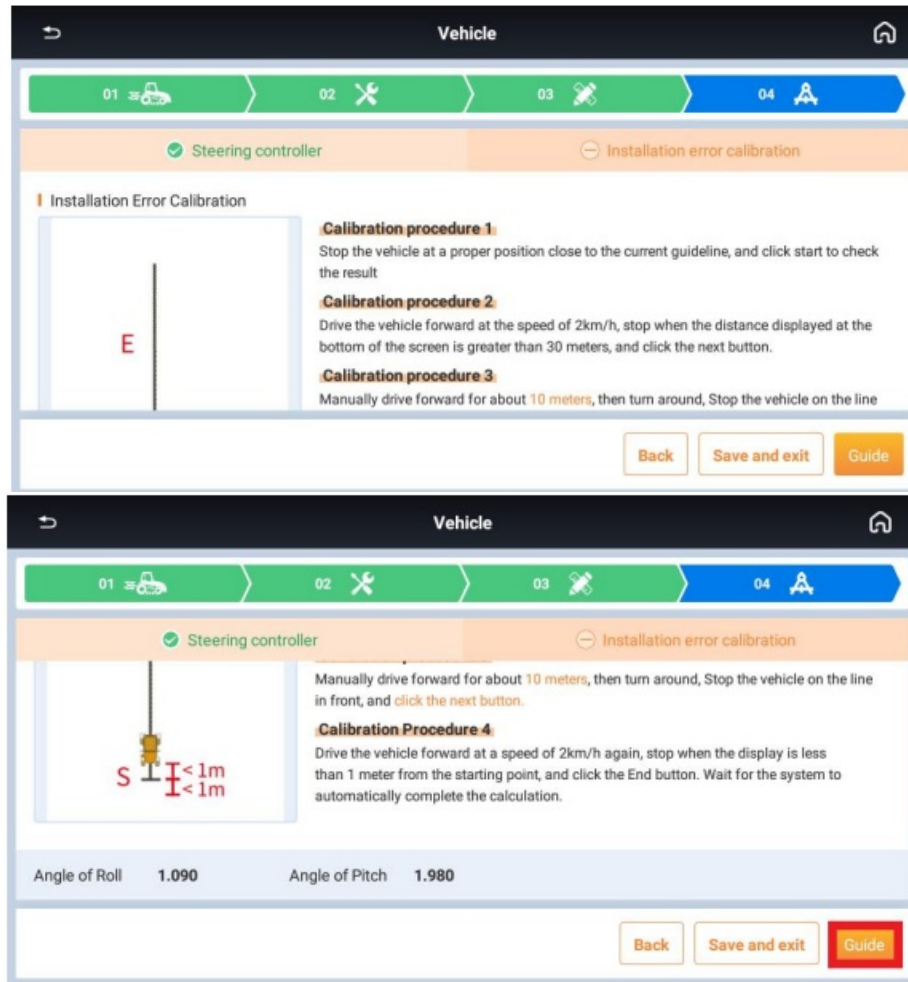 Vehicle
01
02
03
04
Steering controller
Installation error calibration
Installation Error Calibration
E
Calibration procedure 1
Stop the vehicle at a proper position close to the current guideline, and click start to check
the result
Calibration procedure 2
Drive the vehicle forward at the speed of 2km/h, stop when the distance displayed at the
bottom of the screen is greater than 30 meters, and click the next button.
Calibration procedure 3
Manually drive forward for about 10 meters, then turn around, Stop the vehicle on the line
Back
Save and exit
Guide
Vehicle
01
02
03
04
Steering controller
Installation error calibration
S
< 1m
< 1m
Manually drive forward for about 10 meters, then turn around, Stop the vehicle on the line
in front, and click the next button.
Calibration Procedure 4
Drive the vehicle forward at a speed of 2km/h again, stop when the display is less
than 1 meter from the starting point, and click the End button. Wait for the system to
automatically complete the calculation.
Angle of Roll 1.090 Angle of Pitch 1.980
Back
Save and exit
Guide